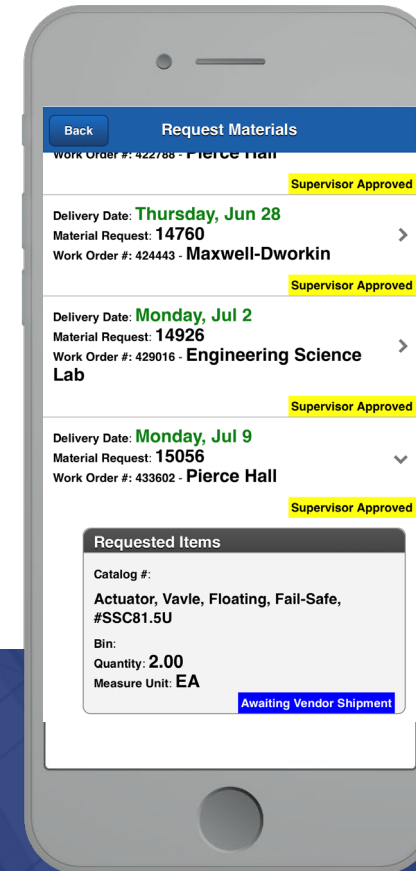 Back
Request Materials
Work Order #: 422788 - Pierce Hall
Supervisor Approved
Delivery Date: Thursday, Jun 28
Material Request: 14760
Work Order #: 424443 - Maxwell-Dworkin
Supervisor Approved
Delivery Date: Monday, Jul 2
Material Request: 14926
Work Order #: 429016 - Engineering Science
Lab
Supervisor Approved
Delivery Date: Monday, Jul 9
Material Request: 15056
Work Order #: 433602 - Pierce Hall
Supervisor Approved
Requested Items
Catalog #:
Actuator, Vavle, Floating, Fail-Safe,
#SSC81.5U
Bin:
Quantity: 2.00
Measure Unit: EA
Awaiting Vendor Shipment